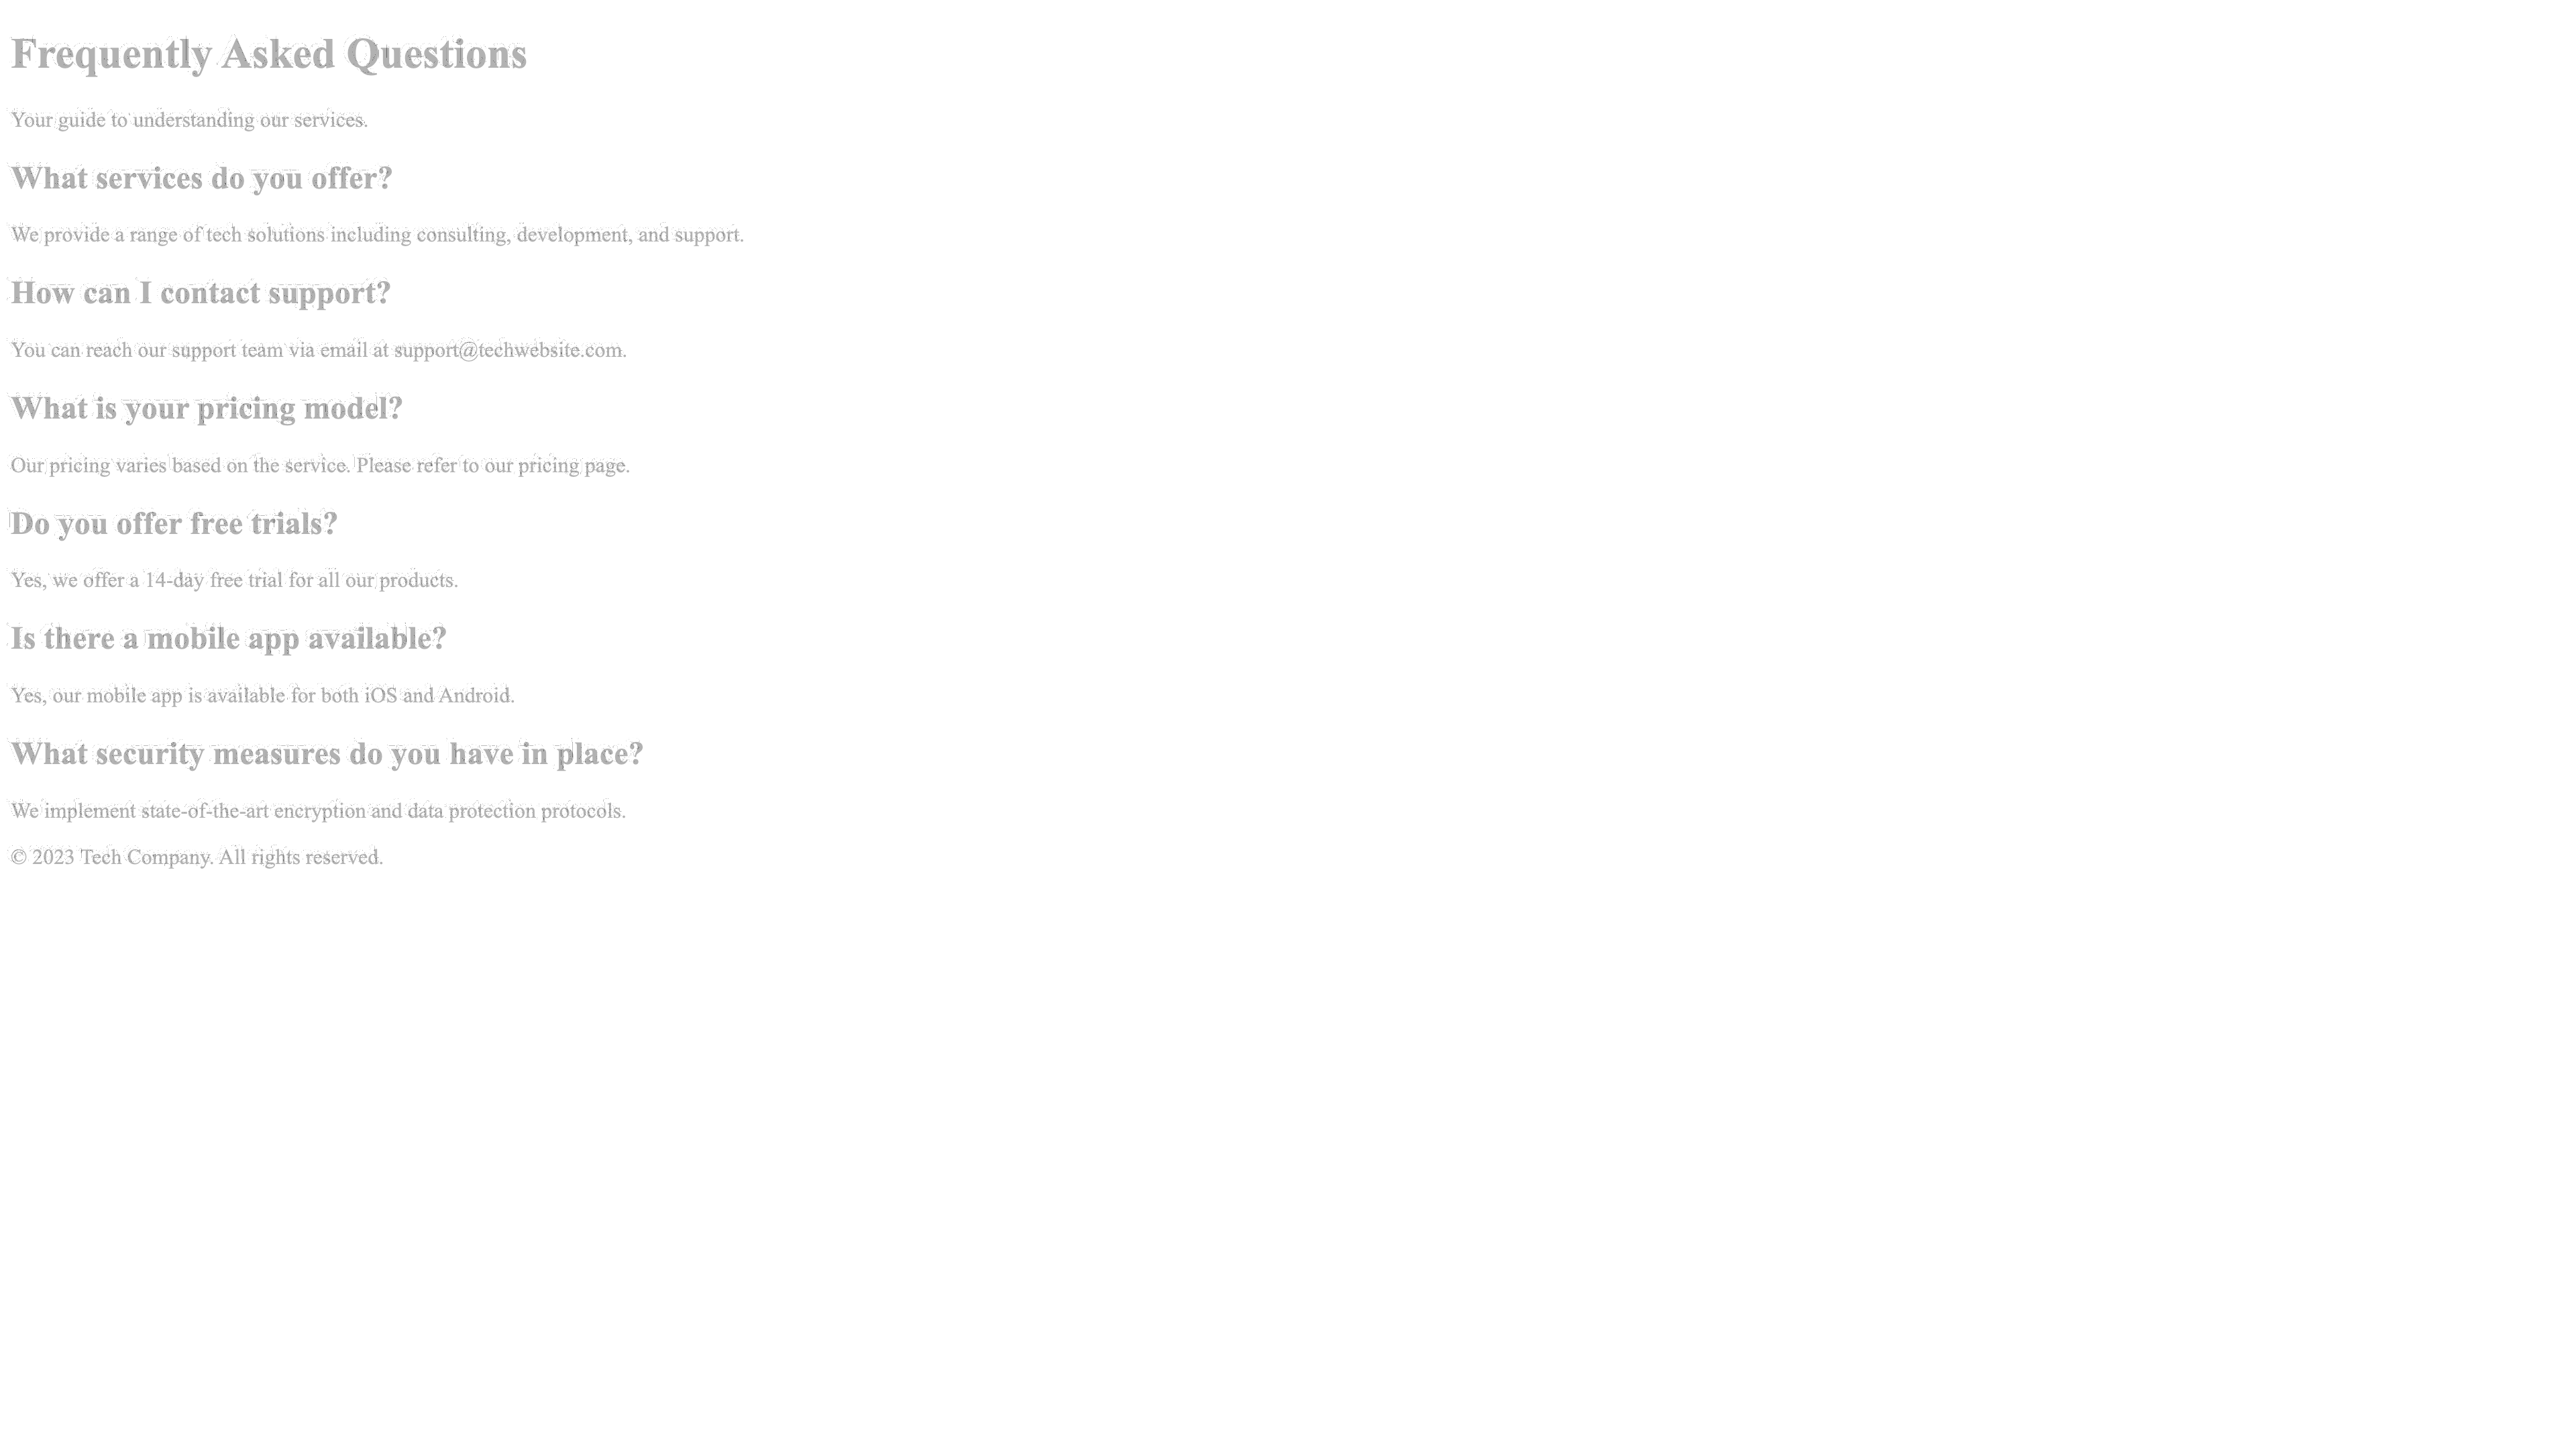 Frequently Asked Questions
Your guide to understanding our services.
What services do you offer?
We provide a range of tech solutions including consulting, development, and support.
How can I contact support?
You can reach our support team via email at support@techwebsite.com.
What is your pricing model?
Our pricing varies based on the service. Please refer to our pricing page.
Do you offer free trials?
Yes, we offer a 14-day free trial for all our products.
Is there a mobile app available?
Yes, our mobile app is available for both iOS and Android.
What security measures do you have in place?
We implement state-of-the-art encryption and data protection protocols.
© 2023 Tech Company. All rights reserved.